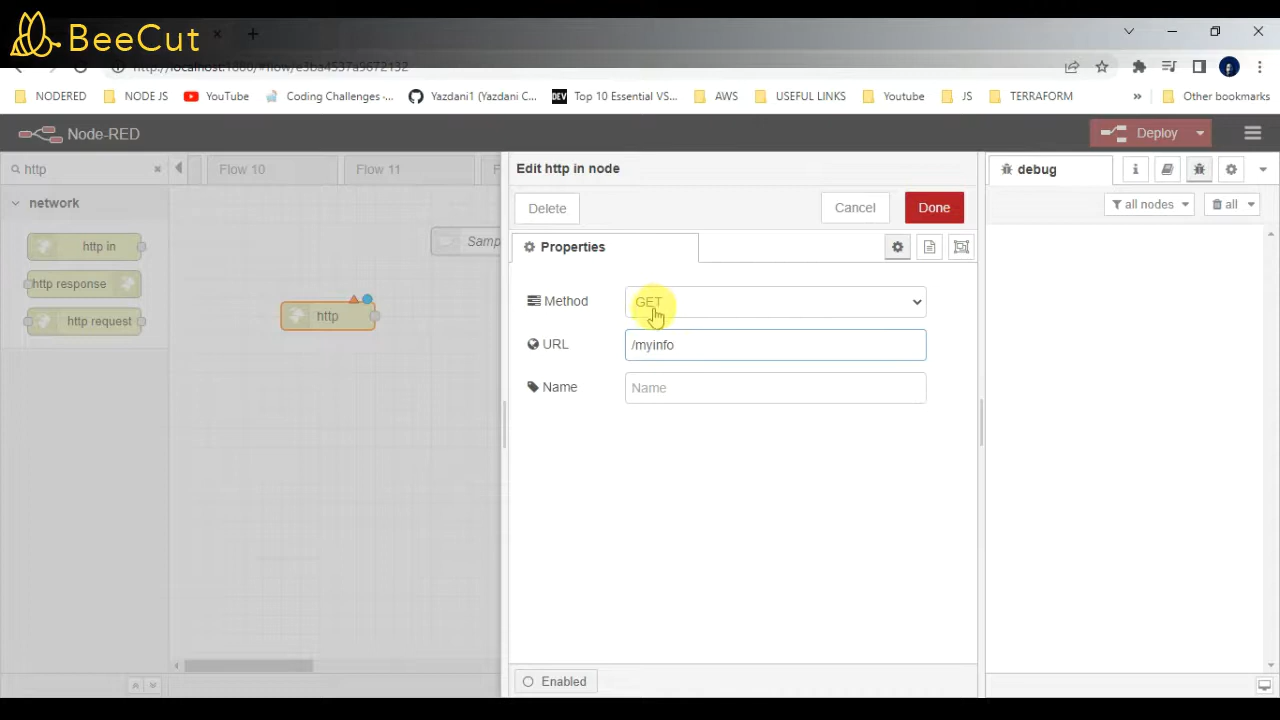 BeeCut
NODERED
NODE JS
YouTube
Coding Challenges -...
Yazdani1 (Yazdani C...
DEV
Top 10 Essential VS...
AWS
USEFUL LINKS
Youtube
JS
TERRAFORM
»
Other bookmarks
Node-RED
Deploy
http
Flow 10
Flow 11
Edit http in node
debug
network
Delete
Cancel
Done
all nodes
all
http in
Samp
Properties
http response
http request
http
Method
GET
URL
/myinfo
Name
Name
Enabled